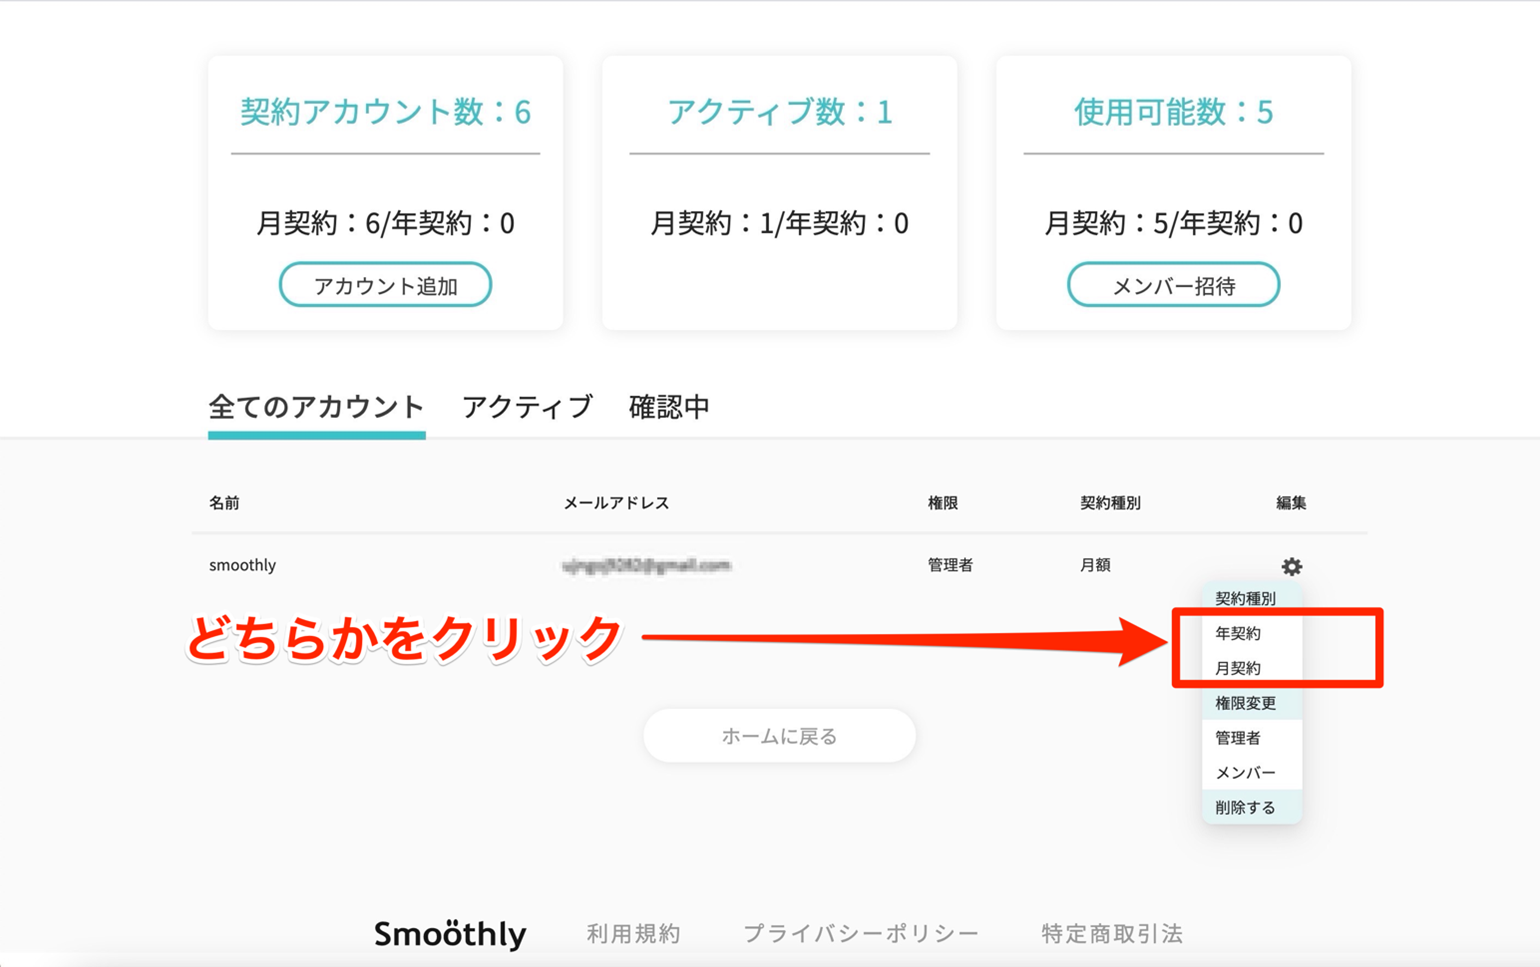 契約アカウント数：6
月契約：6/年契約：0
アカウント追加
アクティブ数：1
月契約：1/年契約：0
使用可能数：5
月契約：5/年契約：0
メンバー招待
全てのアカウント アクティブ 確認中
名前 メールアドレス 権限 契約種別 編集
smoothly 管理者 月額
契約種別
年契約
月契約
権限変更
管理者
メンバー
削除する
どちらかをクリック
ホームに戻る
Smoöthly 利用規約 プライバシーポリシー 特定商取引法